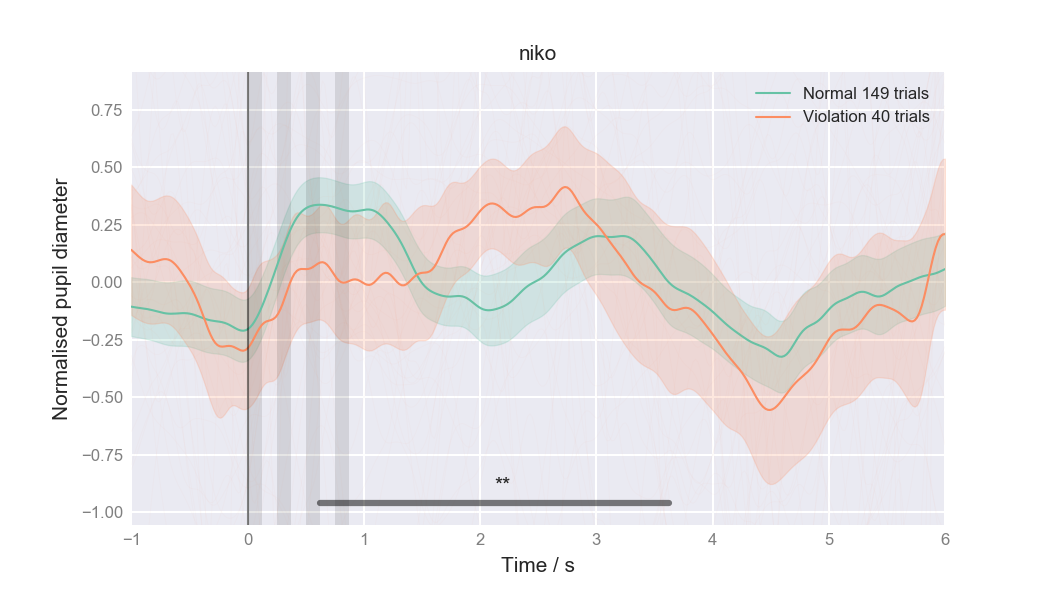 niko
Normal 149 trials
Violation 40 trials
Normalised pupil diameter
0.75
0.50
0.25
0.00
−0.25
−0.50
−0.75
−1.00
**
−1 0 1 2 3 4 5 6
Time / s